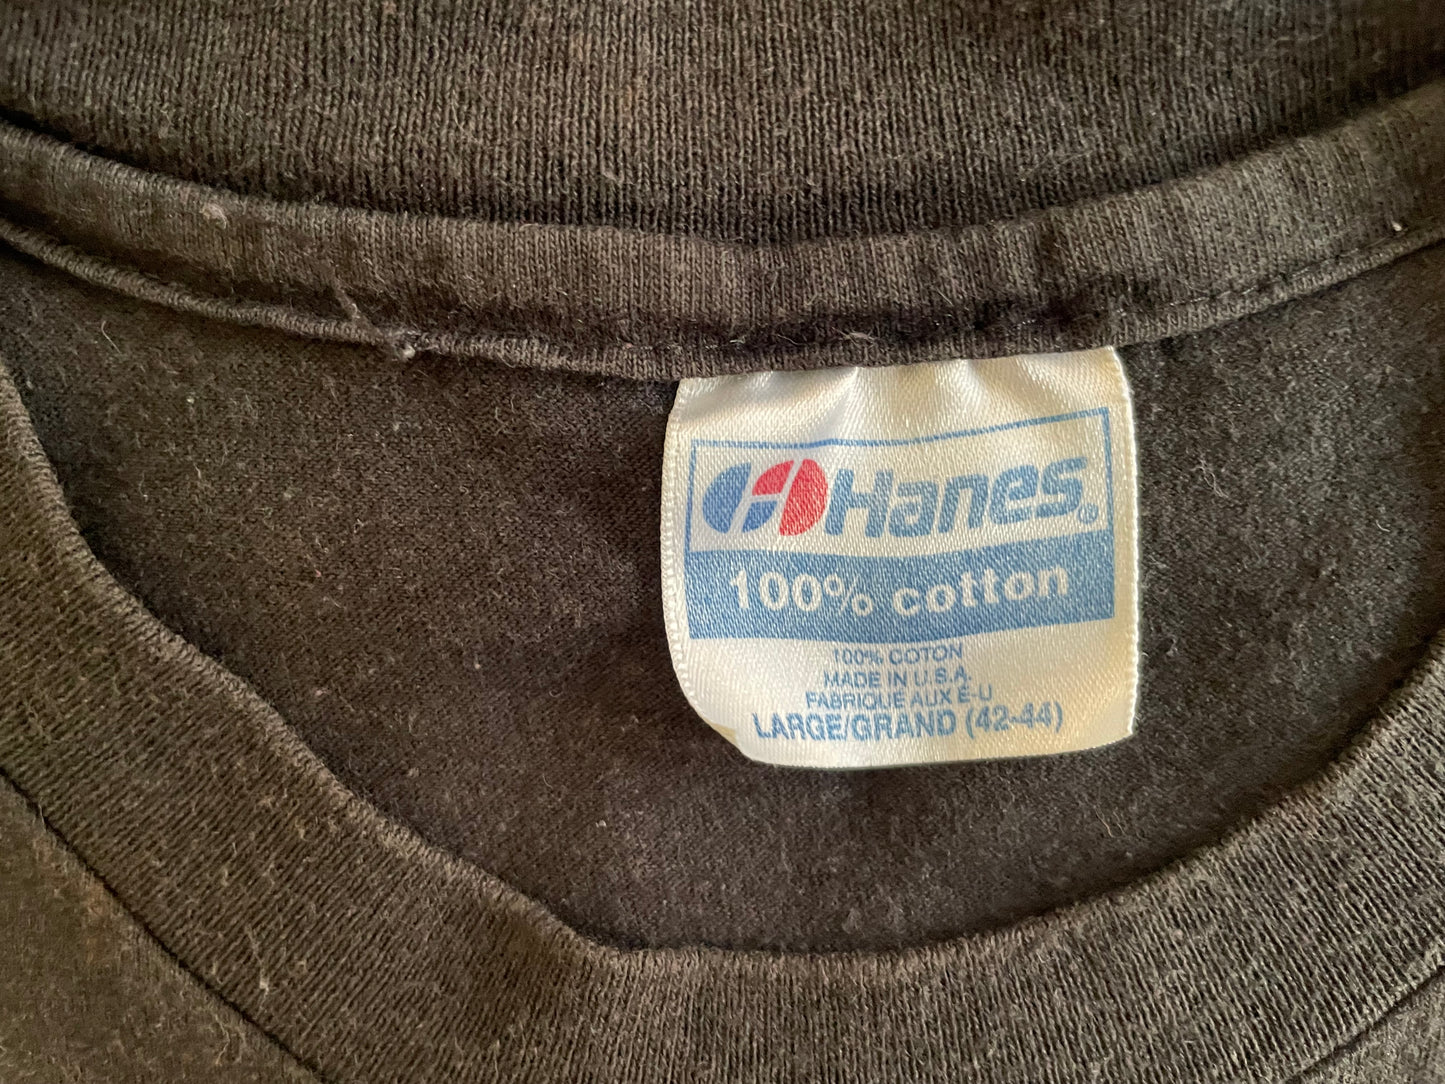 Hanes®
100% cotton
100% COTON
MADE IN U.S.A.
FABRIQUE AUX É-U
LARGE/GRAND (42-44)